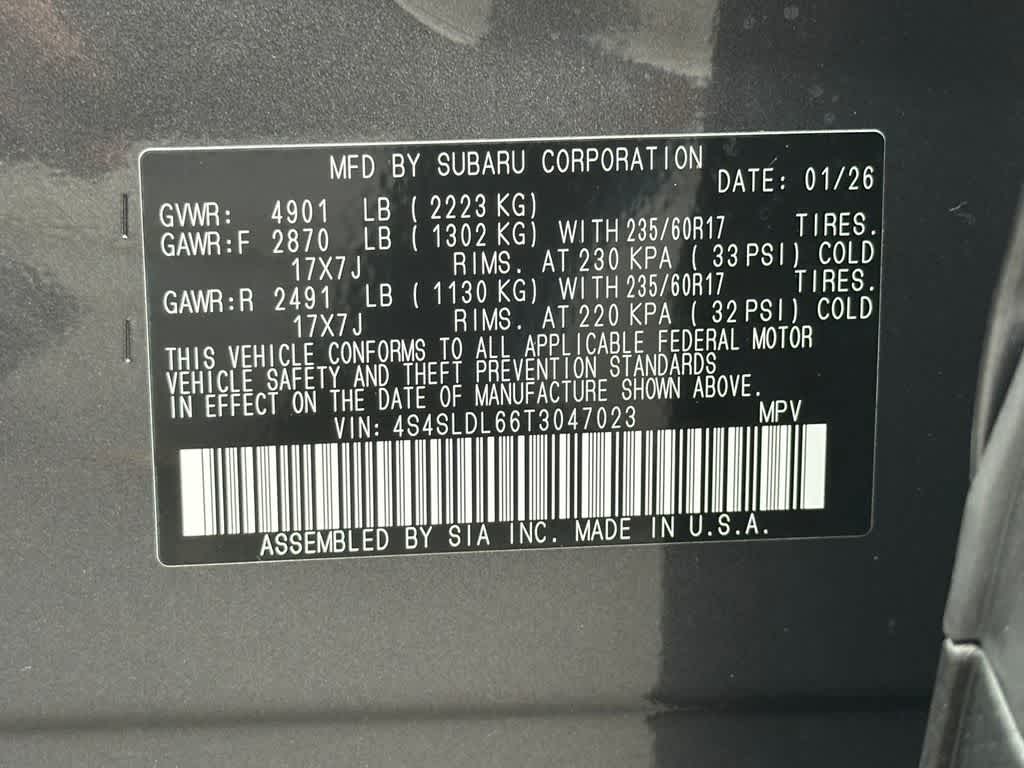 MFD BY SUBARU CORPORATION
DATE: 01/26
GVWR: 4901 LB ( 2223 KG)
GAWR:F 2870 LB ( 1302 KG) WITH 235/60R17 TIRES.
17X7J RIMS. AT 230 KPA ( 33 PSI) COLD
GAWR:R 2491 LB ( 1130 KG) WITH 235/60R17 TIRES.
17X7J RIMS. AT 220 KPA ( 32 PSI) COLD
THIS VEHICLE CONFORMS TO ALL APPLICABLE FEDERAL MOTOR
VEHICLE SAFETY AND THEFT PREVENTION STANDARDS
IN EFFECT ON THE DATE OF MANUFACTURE SHOWN ABOVE.
VIN: 4S4SLDL66T3047023 MPV
ASSEMBLED BY SIA INC. MADE IN U.S.A.